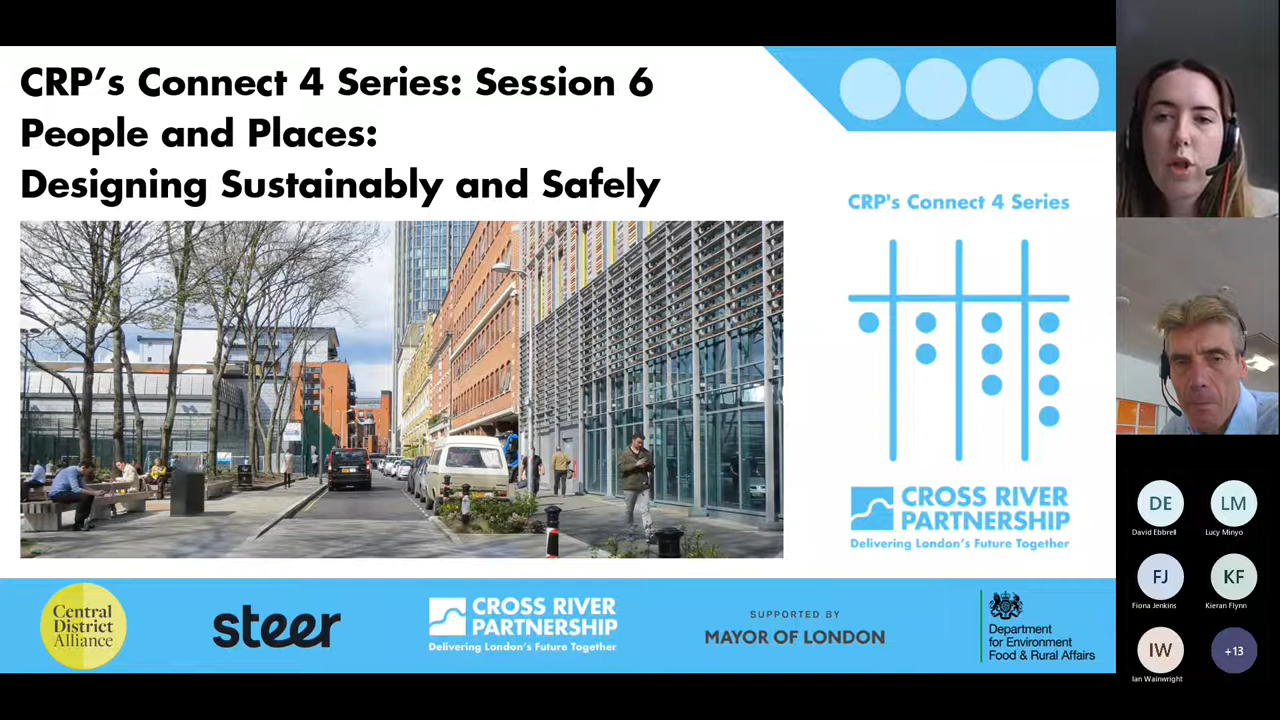 CRP’s Connect 4 Series: Session 6
People and Places:
Designing Sustainably and Safely
CRP's Connect 4 Series
CROSS RIVER
PARTNERSHIP
Delivering London's Future Together
Central
District
Alliance
steer
CROSS RIVER
PARTNERSHIP
Delivering London's Future Together
SUPPORTED BY
MAYOR OF LONDON
Department
for Environment
Food & Rural Affairs
DE
LM
David Ebbrell
Lucy Minyo
FJ
KF
Fiona Jenkins
Kieran Flynn
IW
+13
Ian Wainwright